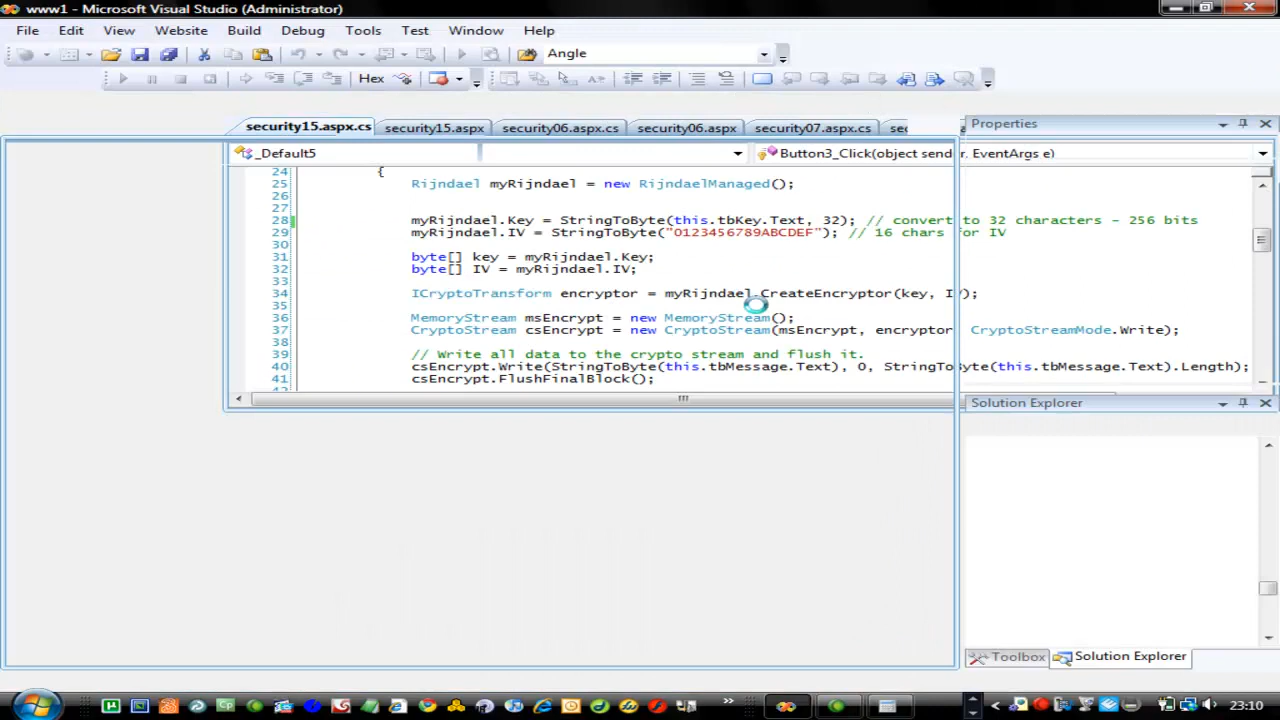 www1 - Microsoft Visual Studio (Administrator)
File Edit View Website Build Debug Tools Test Window Help
Angle
Hex
security15.aspx.cs security15.aspx security06.aspx.cs security06.aspx security07.aspx.cs
Properties
_Default5 Button3_Click(object sender, EventArgs e)
24 {
25 Rijndael myRijndael = new RijndaelManaged();
26
27
28 myRijndael.Key = StringToByte(this.tbKey.Text, 32); // convert to 32 characters - 256 bits
29 myRijndael.IV = StringToByte("0123456789ABCDEF"); // 16 chars for IV
30
31 byte[] key = myRijndael.Key;
32 byte[] IV = myRijndael.IV;
33
34 ICryptoTransform encryptor = myRijndael.CreateEncryptor(key, IV);
35
36 MemoryStream msEncrypt = new MemoryStream();
37 CryptoStream csEncrypt = new CryptoStream(msEncrypt, encryptor CryptoStreamMode.Write);
38
39 // Write all data to the crypto stream and flush it.
40 csEncrypt.Write(StringToByte(this.tbMessage.Text), 0, StringToByte(this.tbMessage.Text).Length);
41 csEncrypt.FlushFinalBlock();
Solution Explorer
Toolbox Solution Explorer
23:10